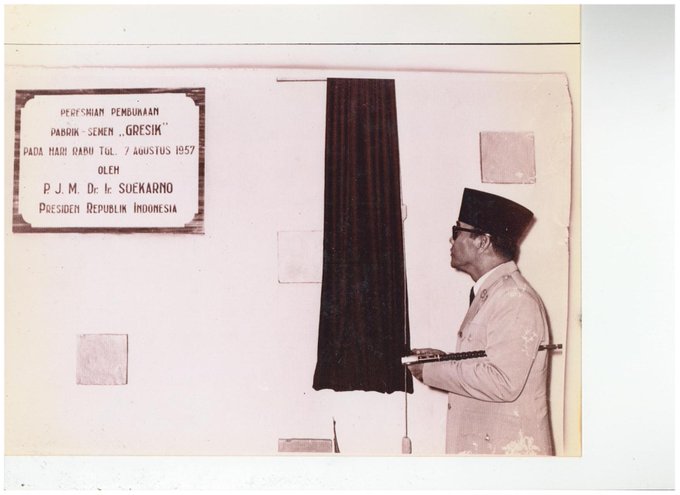 PERESMIAN PEMBUKAAN
PABRIK-SEMEN „GRESIK"
PADA HARI RABU TGL. 7 AGUSTUS 1957
OLEH
P. J. M. Dr. Ir. SOEKARNO
PRESIDEN REPUBLIK INDONESIA